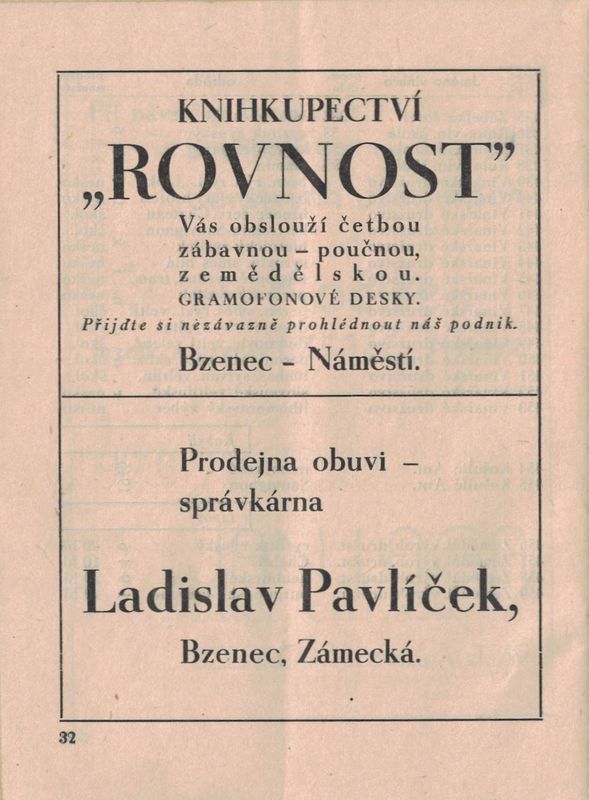 KNIHKUPECTVÍ
„ROVNOST”
Vás obslouží četbou
zábavnou – poučnou,
zemědělskou.
GRAMOFONOVÉ DESKY.
Přijďte si nezávazně prohlédnout náš podnik.
Bzenec – Náměstí.
Prodejna obuvi –
správkárna
Ladislav Pavlíček,
Bzenec, Zámecká.
32